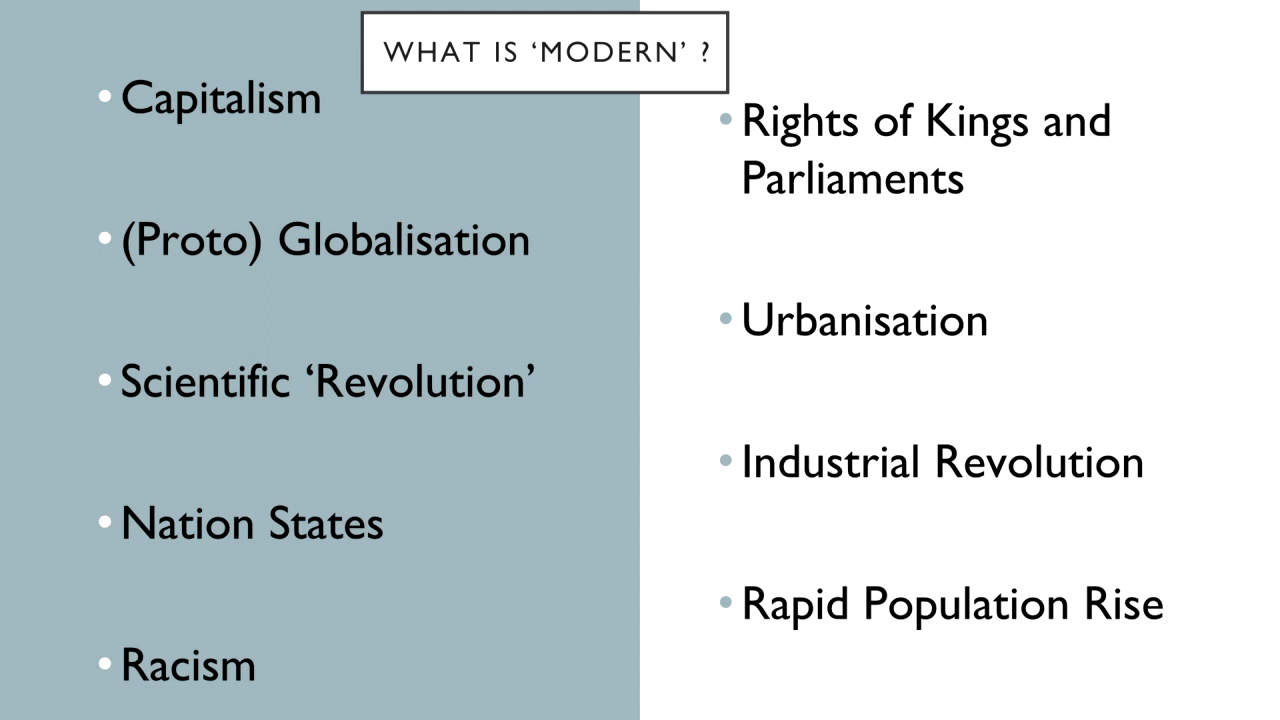 WHAT IS ‘MODERN’ ?
• Capitalism
• (Proto) Globalisation
• Scientific ‘Revolution’
• Nation States
• Racism
• Rights of Kings and
Parliaments
• Urbanisation
• Industrial Revolution
• Rapid Population Rise